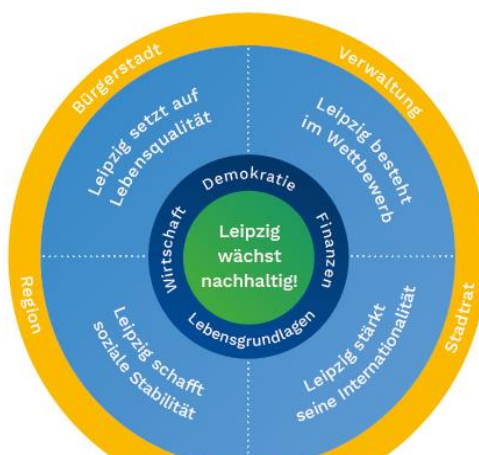 Bürgerstadt
Verwaltung
Leipzig setzt auf
Lebensqualität
Leipzig besteht
im Wettbewerb
Demokratie
Wirtschaft
Finanzen
Leipzig
wächst
nachhaltig!
Lebensgrundlagen
Region
Stadtrat
Leipzig schafft
soziale Stabilität
Leipzig stärkt
seine Internationalität